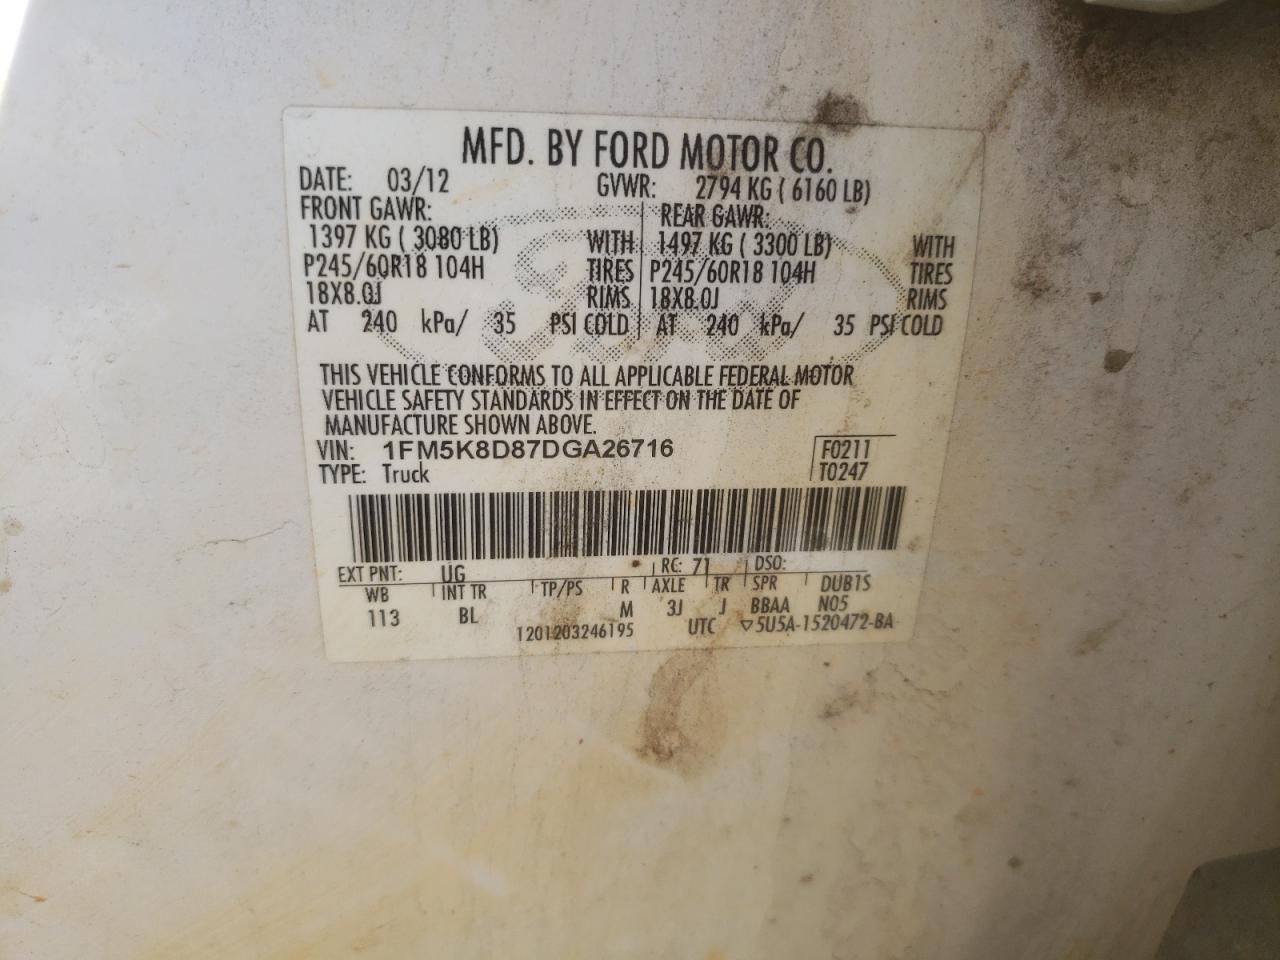 MFD. BY FORD MOTOR CO.
DATE: 03/12 GVWR: 2794 KG ( 6160 LB)
FRONT GAWR: REAR GAWR:
1397 KG ( 3080 LB) WITH 1497 KG ( 3300 LB) WITH
P245/60R18 104H TIRES P245/60R18 104H TIRES
18X8.0J RIMS 18X8.0J RIMS
AT 240 kPa/ 35 PSI COLD AT 240 kPa/ 35 PSI COLD
THIS VEHICLE CONFORMS TO ALL APPLICABLE FEDERAL MOTOR
VEHICLE SAFETY STANDARDS IN EFFECT ON THE DATE OF
MANUFACTURE SHOWN ABOVE.
VIN: 1FM5K8D87DGA26716 F0211
TYPE: Truck T0247
EXT PNT: UG RC: 71 DSO:
WB INT TR TP/PS R AXLE TR SPR DUB1S
113 BL M 3J J BBAA N05
1201203246195 UTC ▽5U5A-1520472-BA